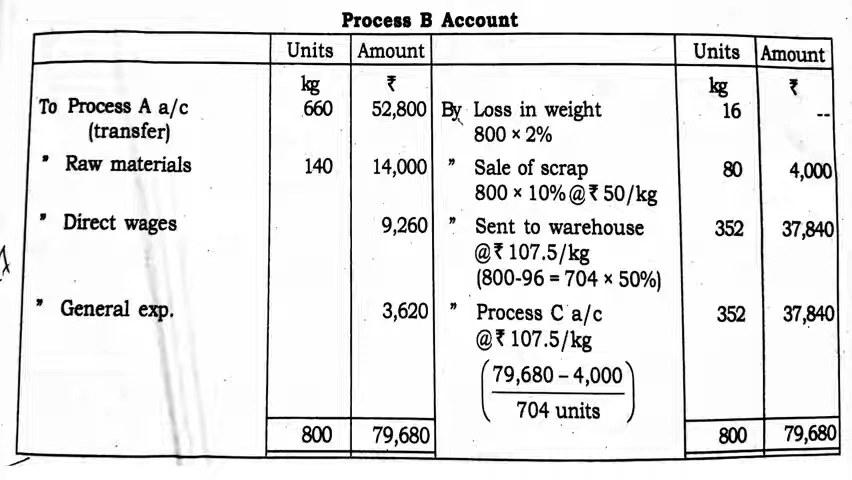 Process B Account
Units Amount Units Amount
kg ₹ kg ₹
To Process A a/c 660 52,800 By Loss in weight 16 --
(transfer) 800 × 2%
" Raw materials 140 14,000 " Sale of scrap 80 4,000
800 × 10% @ ₹ 50/kg
" Direct wages 9,260 " Sent to warehouse 352 37,840
@ ₹ 107.5/kg
(800-96 = 704 × 50%)
" General exp. 3,620 " Process C a/c 352 37,840
@ ₹ 107.5/kg
(79,680 – 4,000
704 units)
800 79,680 800 79,680